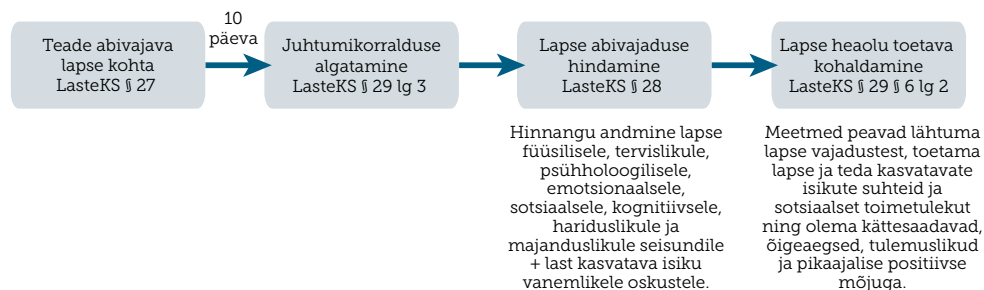 10
päeva
Teade abivajava
lapse kohta
LasteKS § 27
Juhtumikorralduse
algatamine
LasteKS § 29 lg 3
Lapse abivajaduse
hindamine
LasteKS § 28
Lapse heaolu toetava
kohaldamine
LasteKS § 29 § 6 lg 2
Hinnangu andmine lapse
füüsilisele, tervislikule,
psühholoogilisele,
emotsionaalsele,
sotsiaalsele, kognitiivsele,
hariduslikule ja
majanduslikule seisundile
+ last kasvatava isiku
vanemlikele oskustele.
Meetmed peavad lähtuma
lapse vajadustest, toetama
lapse ja teda kasvatavate
isikute suhteid ja
sotsiaalset toimetulekut
ning olema kättesaadavad,
õigeaegsed, tulemuslikud
ja pikaajalise positiivse
mõjuga.